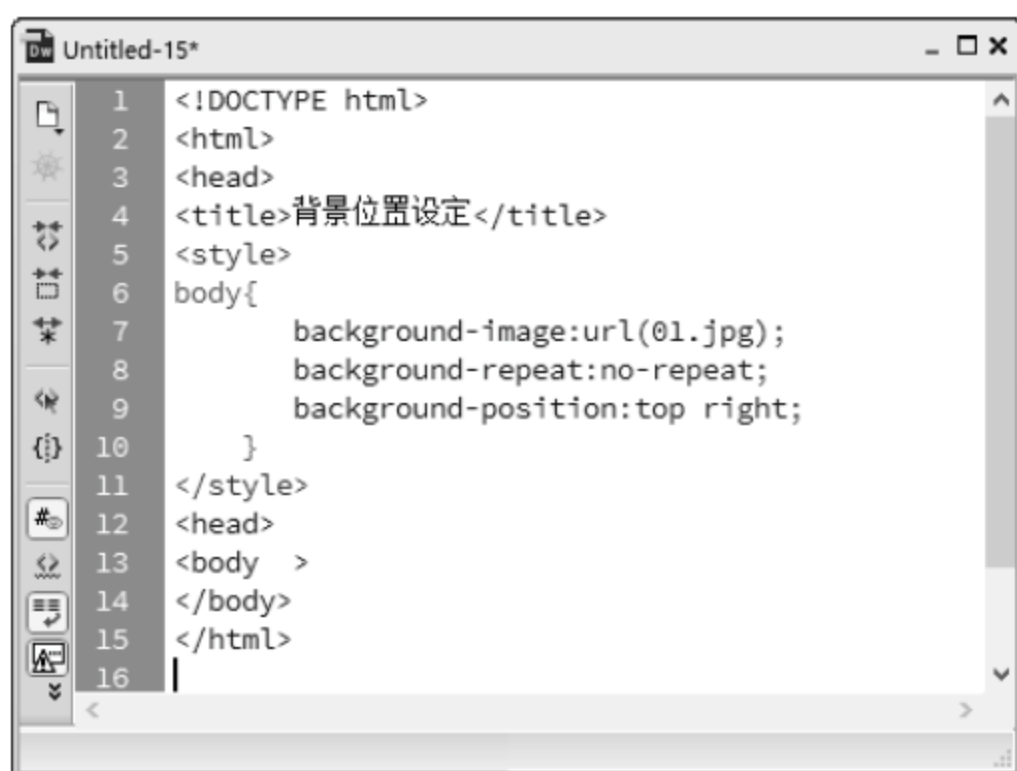 Dw Untitled-15*
1 <!DOCTYPE html>
2 <html>
3 <head>
4 <title>背景位置设定</title>
5 <style>
6 body{
7 background-image:url(01.jpg);
8 background-repeat:no-repeat;
9 background-position:top right;
10 }
11 </style>
12 <head>
13 <body  >
14 </body>
15 </html>
16